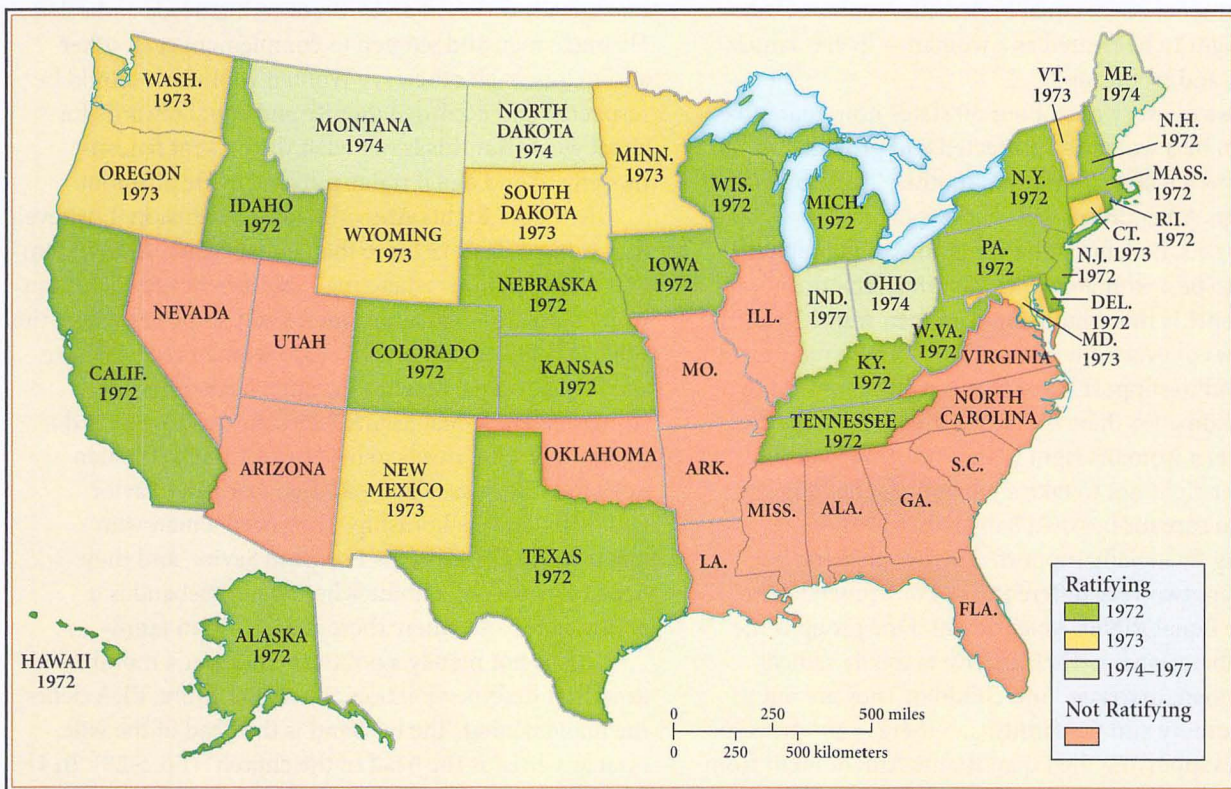 WASH.
1973
OREGON
1973
IDAHO
1972
MONTANA
1974
NORTH
DAKOTA
1974
MINN.
1973
SOUTH
DAKOTA
1973
WYOMING
1973
WIS.
1972
MICH.
1972
VT.
1973
ME.
1974
N.H.
1972
MASS.
1972
N.Y.
1972
R.I.
1972
CT.
1973
PA.
1972
N.J.
1972
DEL.
1972
MD.
1973
NEVADA
UTAH
CALIF.
1972
COLORADO
1972
NEBRASKA
1972
IOWA
1972
KANSAS
1972
ILL.
IND.
1977
OHIO
1974
W.VA.
1972
VIRGINIA
KY.
1972
MO.
TENNESSEE
1972
NORTH
CAROLINA
S.C.
ARIZONA
NEW
MEXICO
1973
OKLAHOMA
ARK.
MISS.
ALA.
GA.
TEXAS
1972
LA.
FLA.
ALASKA
1972
HAWAII
1972
0 250 500 miles
0 250 500 kilometers
Ratifying
1972
1973
1974–1977
Not Ratifying